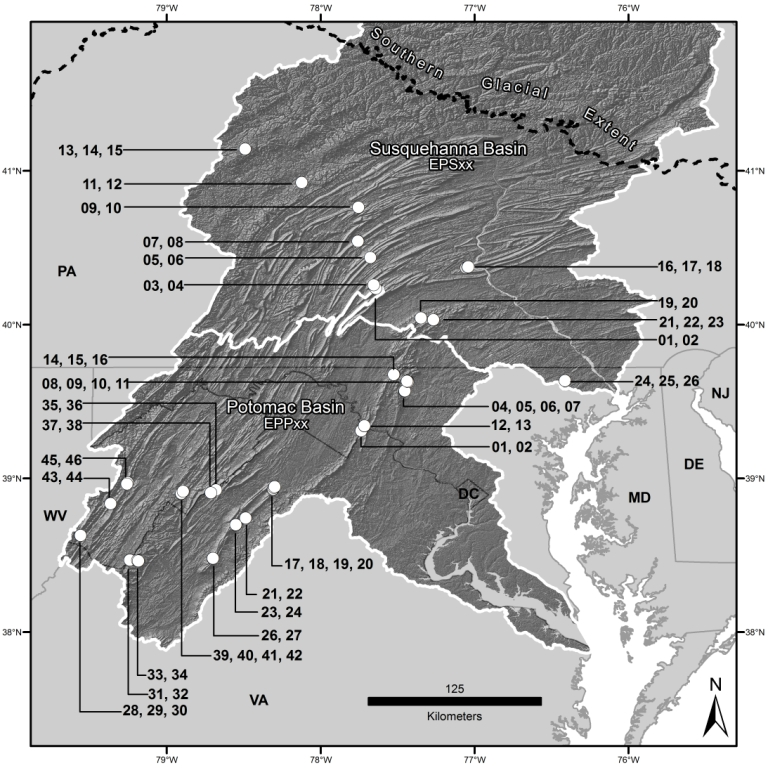 79°W 78°W 77°W 76°W
Southern Glacial Extent
13, 14, 15
Susquehanna Basin
EPSxx
41°N 41°N
11, 12
09, 10
07, 08
05, 06
16, 17, 18
PA
03, 04
19, 20
40°N 40°N
21, 22, 23
01, 02
14, 15, 16
08, 09, 10, 11
24, 25, 26
NJ
35, 36
Potomac Basin
EPPxx
04, 05, 06, 07
37, 38
12, 13
01, 02
45, 46
DE
43, 44
39°N 39°N
DC
MD
WV
17, 18, 19, 20
21, 22
23, 24
38°N 38°N
26, 27
39, 40, 41, 42
33, 34
31, 32
28, 29, 30
VA
125
Kilometers
N
79°W 78°W 77°W 76°W